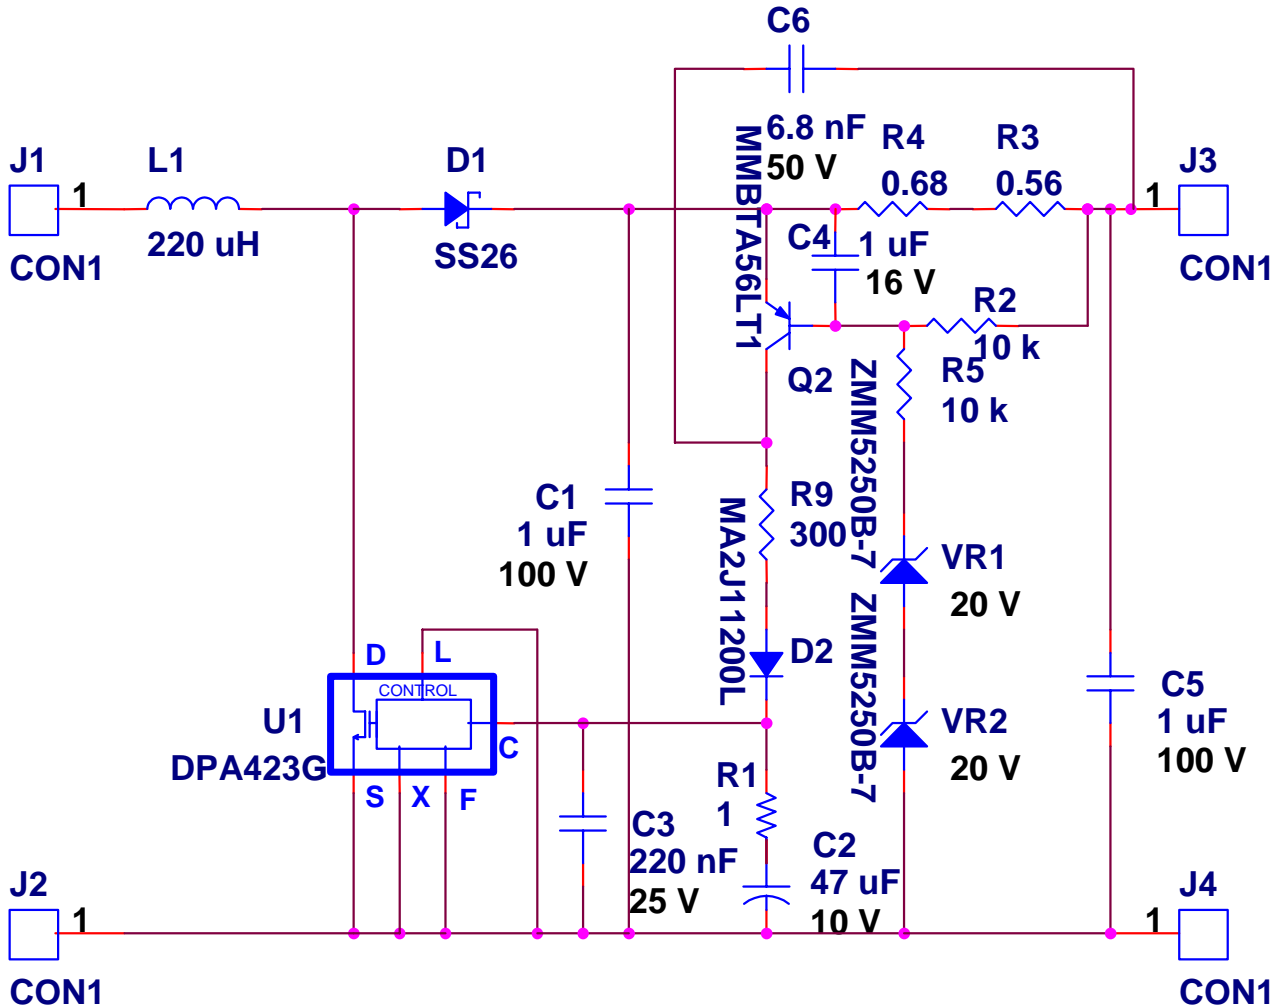 C6
6.8 nF
50 V
MMBTA56LT1
R4
0.68
R3
0.56
J1
1
CON1
L1
220 uH
D1
SS26
J3
1
CON1
C4
1 uF
16 V
R2
10 k
Q2
R5
10 k
ZMM5250B-7
C1
1 uF
100 V
R9
300
MA2J11200L
VR1
20 V
D2
ZMM5250B-7
D
L
CONTROL
U1
DPA423G
C
S
X
F
VR2
20 V
C5
1 uF
100 V
R1
1
C3
220 nF
25 V
C2
47 uF
10 V
J2
1
CON1
J4
1
CON1